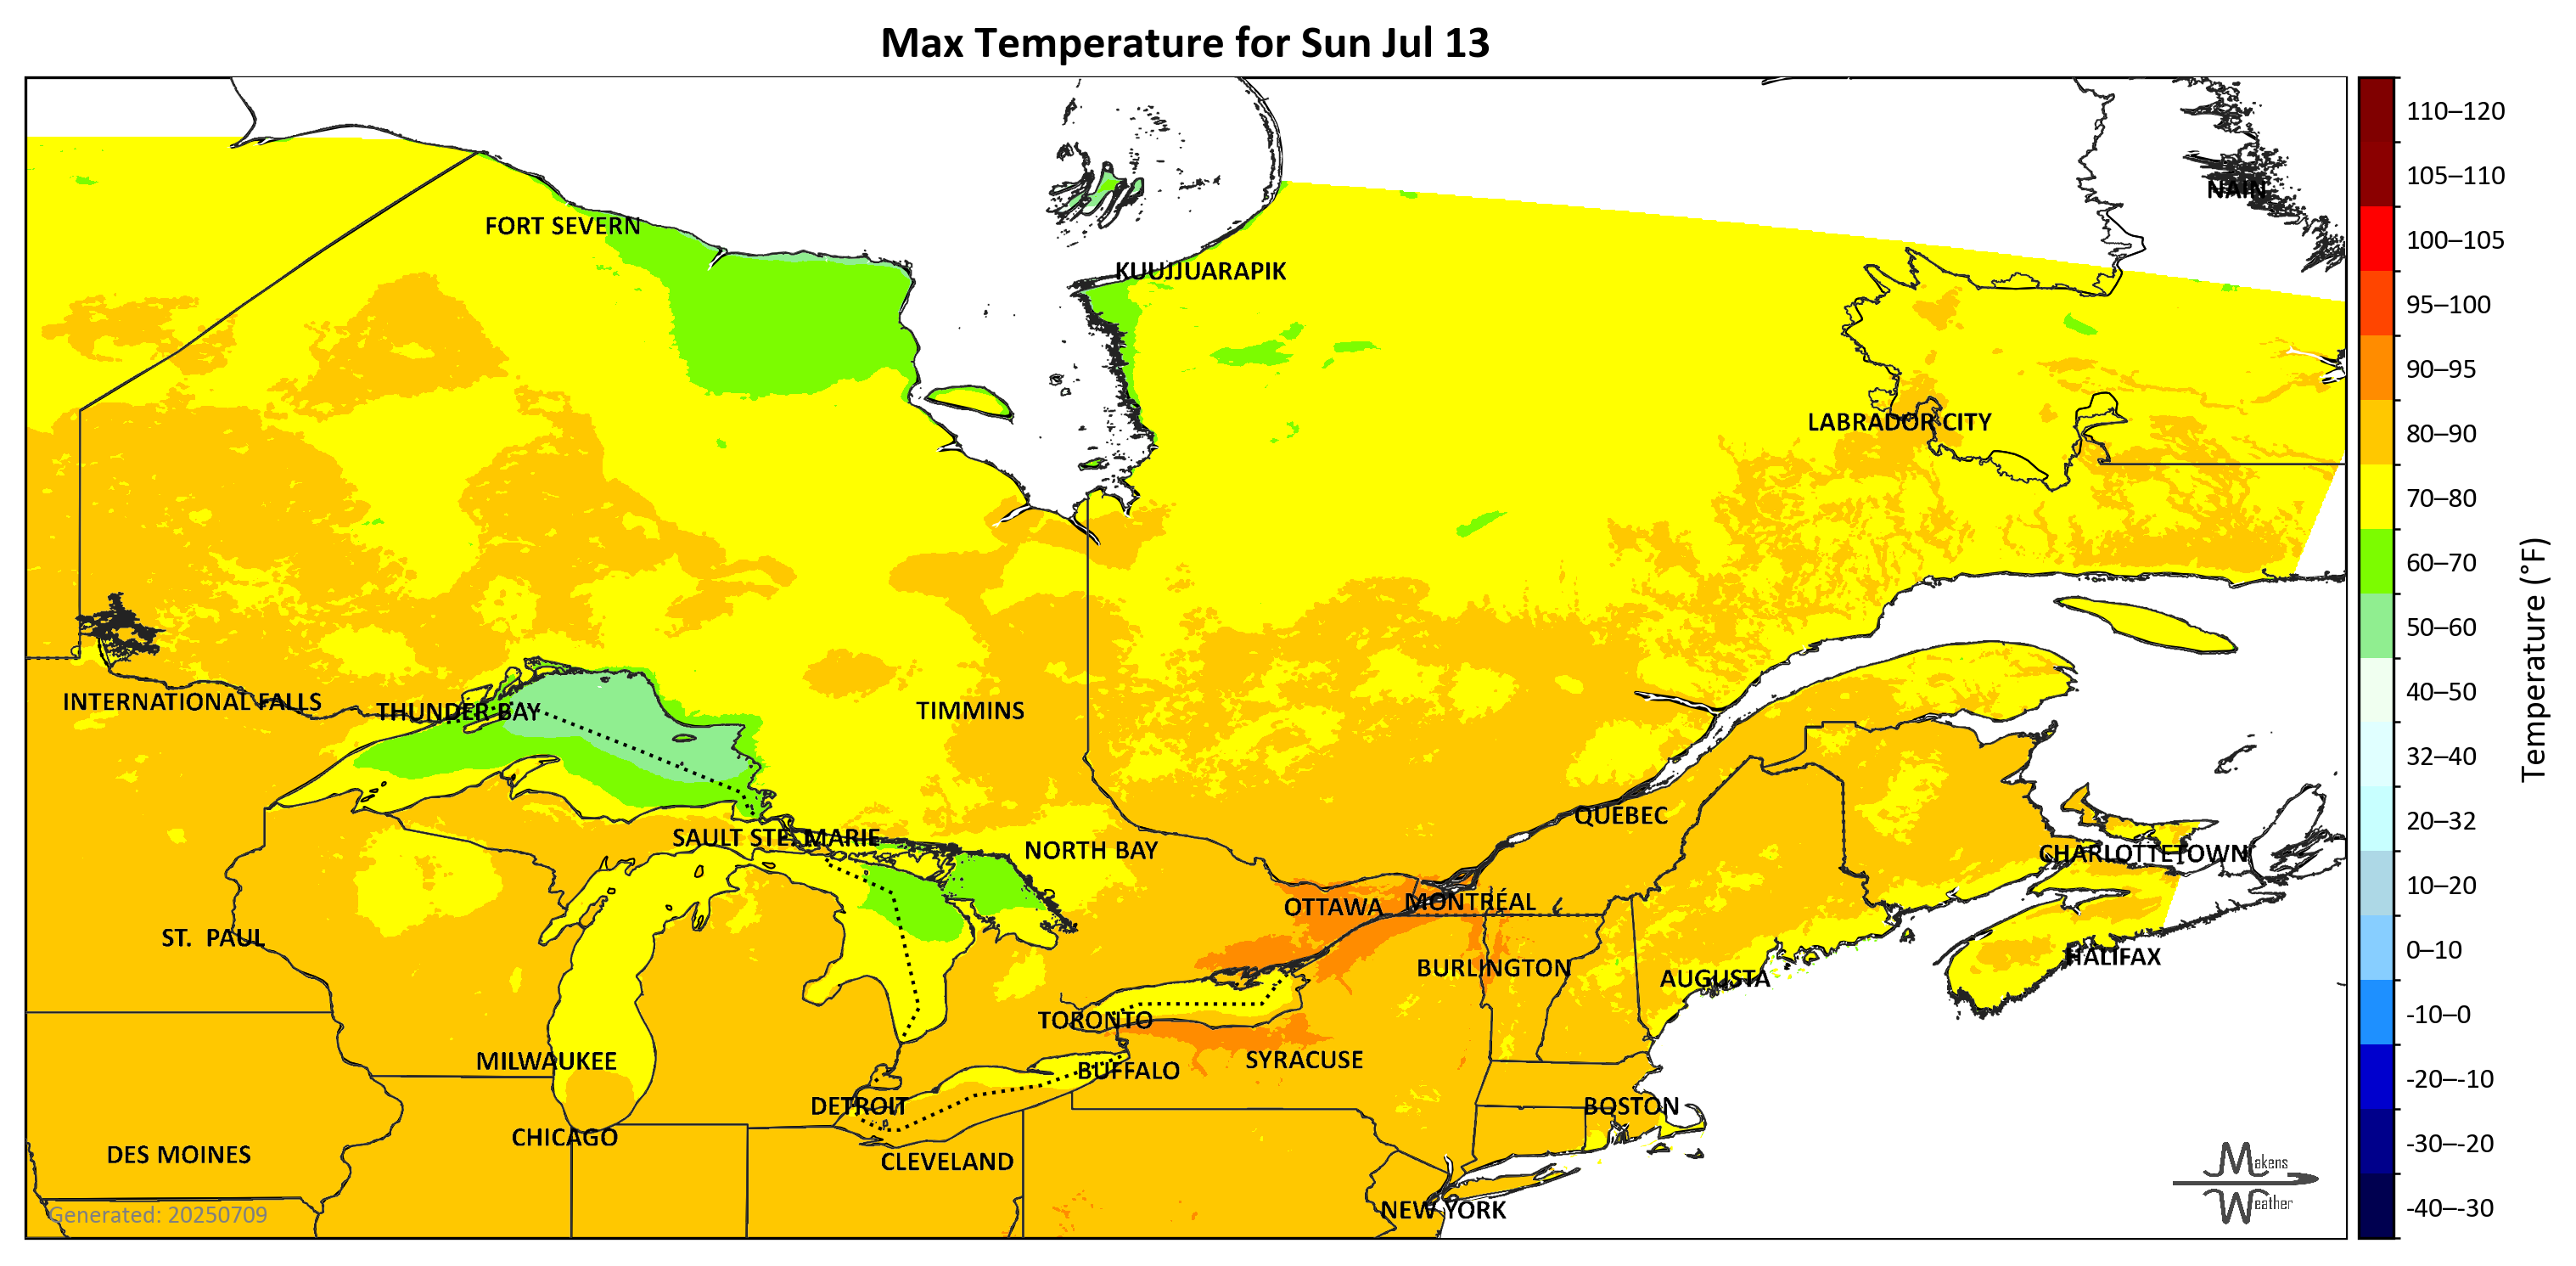 Max Temperature for Sun Jul 13
110–120
105–110
NAIN
FORT SEVERN
100–105
KUUJJUARAPIK
95–100
90–95
LABRADOR CITY
80–90
70–80
60–70
50–60
Temperature (°F)
INTERNATIONAL FALLS
THUNDER BAY
TIMMINS
40–50
32–40
QUÉBEC
20–32
SAULT STE. MARIE
NORTH BAY
CHARLOTTETOWN
10–20
OTTAWA
MONTRÉAL
ST. PAUL
0–10
BURLINGTON
HALIFAX
AUGUSTA
TORONTO
-10–0
MILWAUKEE
BUFFALO
SYRACUSE
-20–-10
DETROIT
BOSTON
CHICAGO
-30–-20
DES MOINES
CLEVELAND
Makens
Weather
NEW YORK
-40–-30
Generated: 20250709